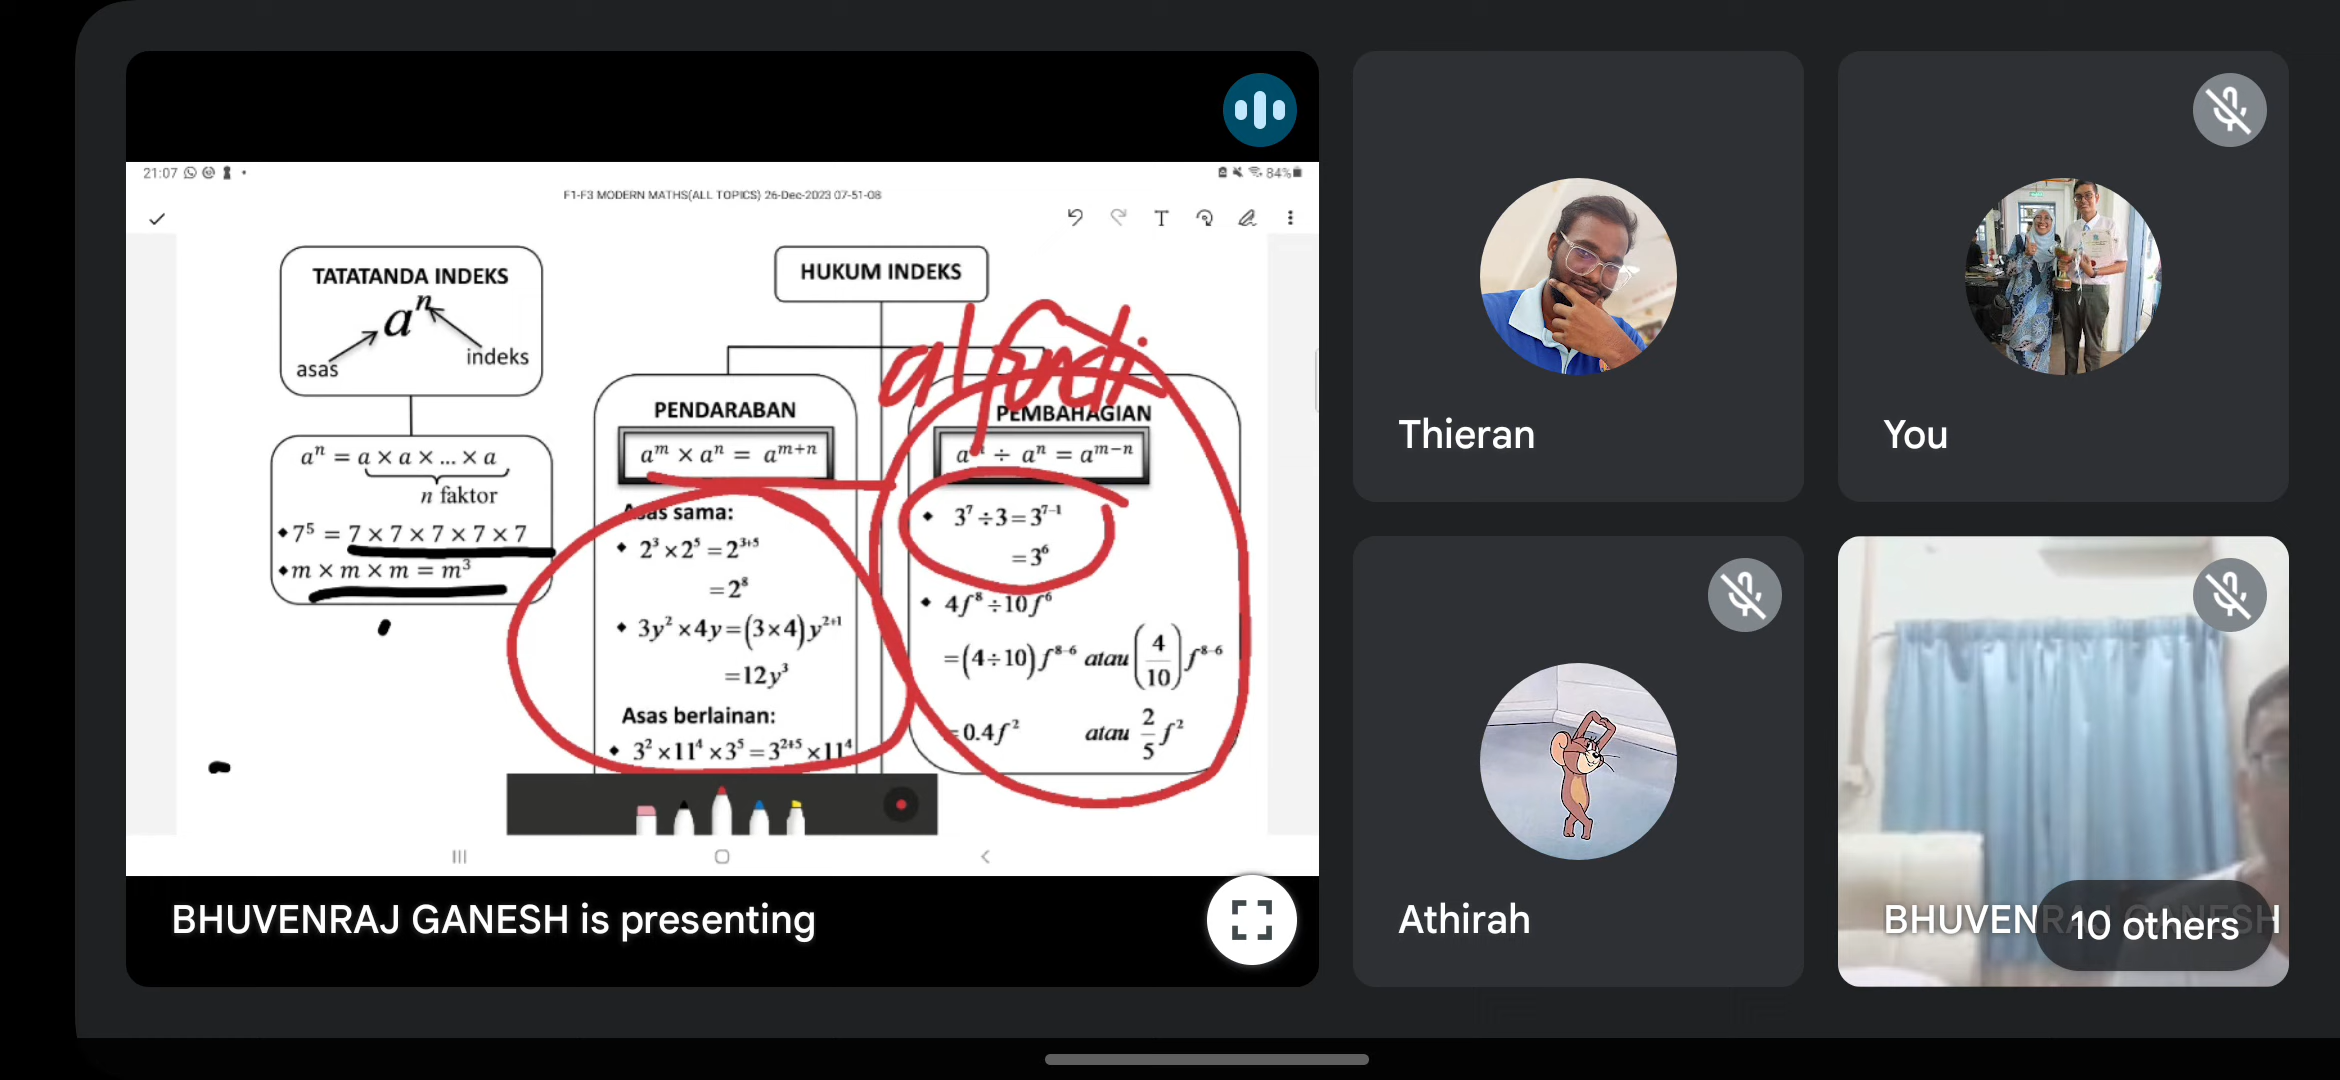 21:07
84%
F1-F3 MODERN MATHS(ALL TOPICS) 26-Dec-2023 07-51-08
T
TATATANDA INDEKS
aⁿ
asas
indeks
aⁿ = a × a × ... × a
n faktor
◆7⁵ = 7 × 7 × 7 × 7 × 7
◆m × m × m = m³
HUKUM INDEKS
PENDARABAN
aᵐ × aⁿ = aᵐ⁺ⁿ
Asas sama:
◆ 2³ × 2⁵ = 2³⁺⁵
= 2⁸
◆ 3y² × 4y = (3×4) y²⁺¹
= 12y³
Asas berlainan:
◆ 3² × 11⁴ × 3⁵ = 3²⁺⁵ × 11⁴
PEMBAHAGIAN
a ÷ aⁿ = aᵐ⁻ⁿ
◆ 3⁷ ÷ 3 = 3⁷⁻¹
= 3⁶
◆ 4f⁸ ÷ 10f⁶
= (4÷10) f⁸⁻⁶ atau (4/10) f⁸⁻⁶
= 0.4f² atau 2/5 f²
BHUVENRAJ GANESH is presenting
Thieran
You
Athirah
BHUVENRAJ GANESH
10 others